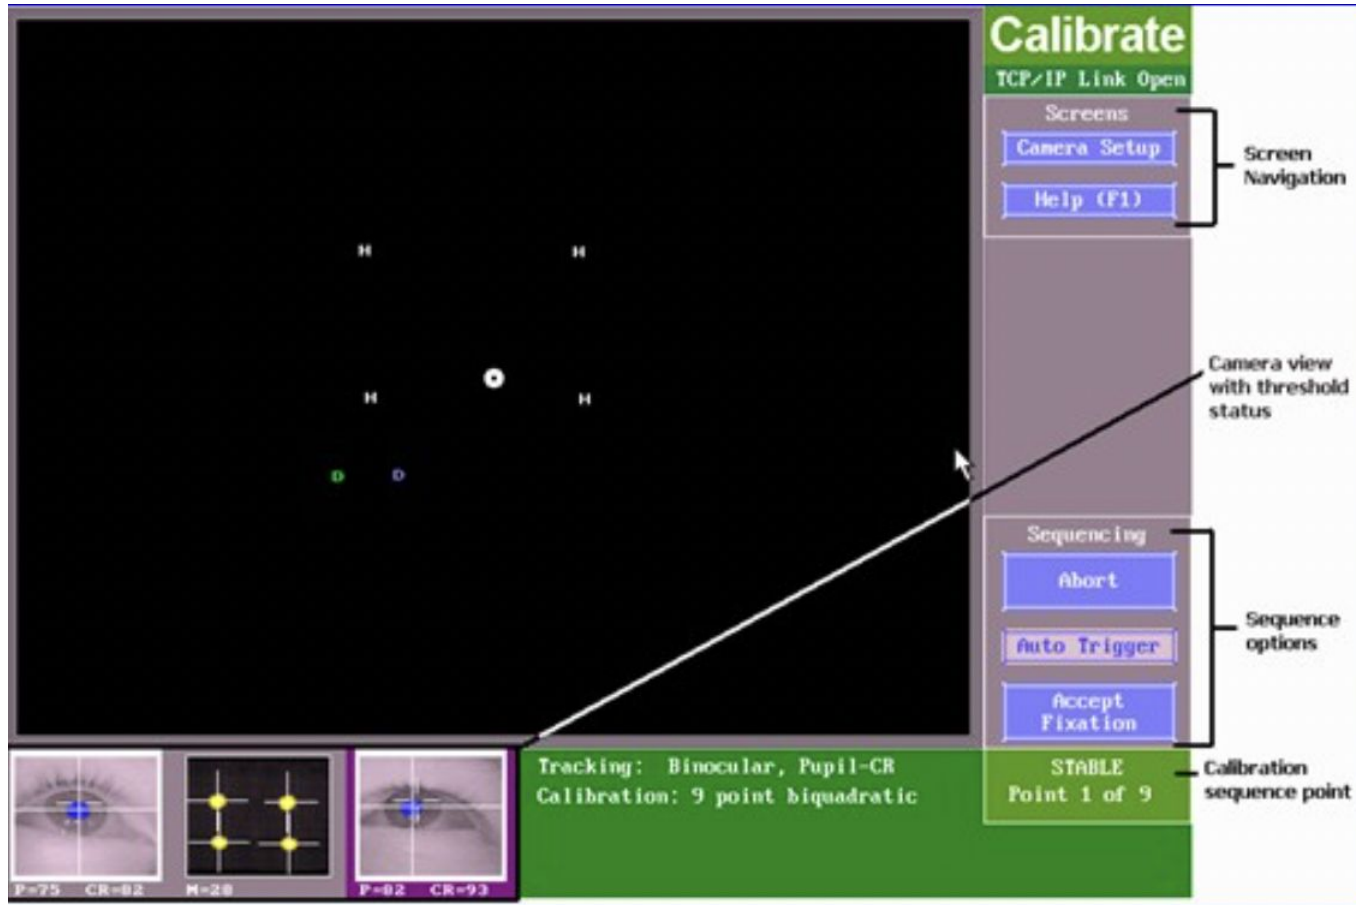 Calibrate
TCP/IP Link Open
Screens
Camera Setup
Help (F1)
Screen
Navigation
H H
H H
D D
Camera view
with threshold
status
Sequencing
Abort
Auto Trigger
Accept
Fixation
Sequence
options
Tracking: Binocular, Pupil-CR
Calibration: 9 point biquadratic
STABLE
Point 1 of 9
Calibration
sequence point
P=75 CR=82 M=28 P=82 CR=93